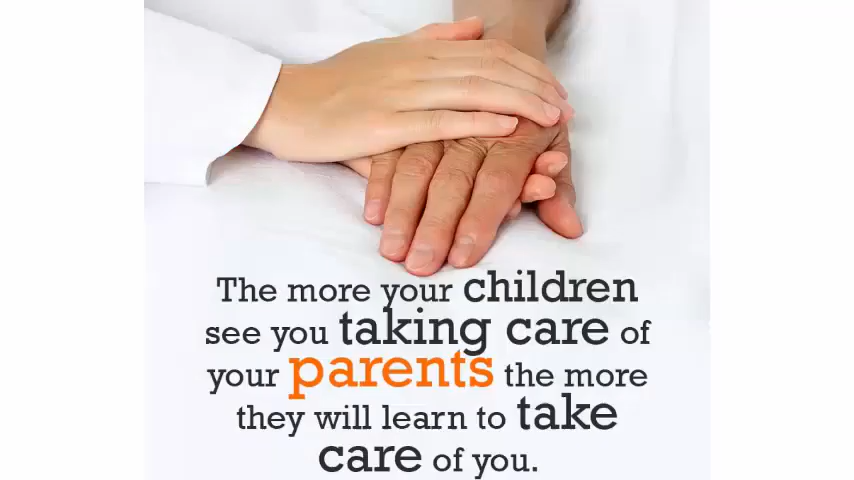 The more your children
see you taking care of
your parents the more
they will learn to take
care of you.